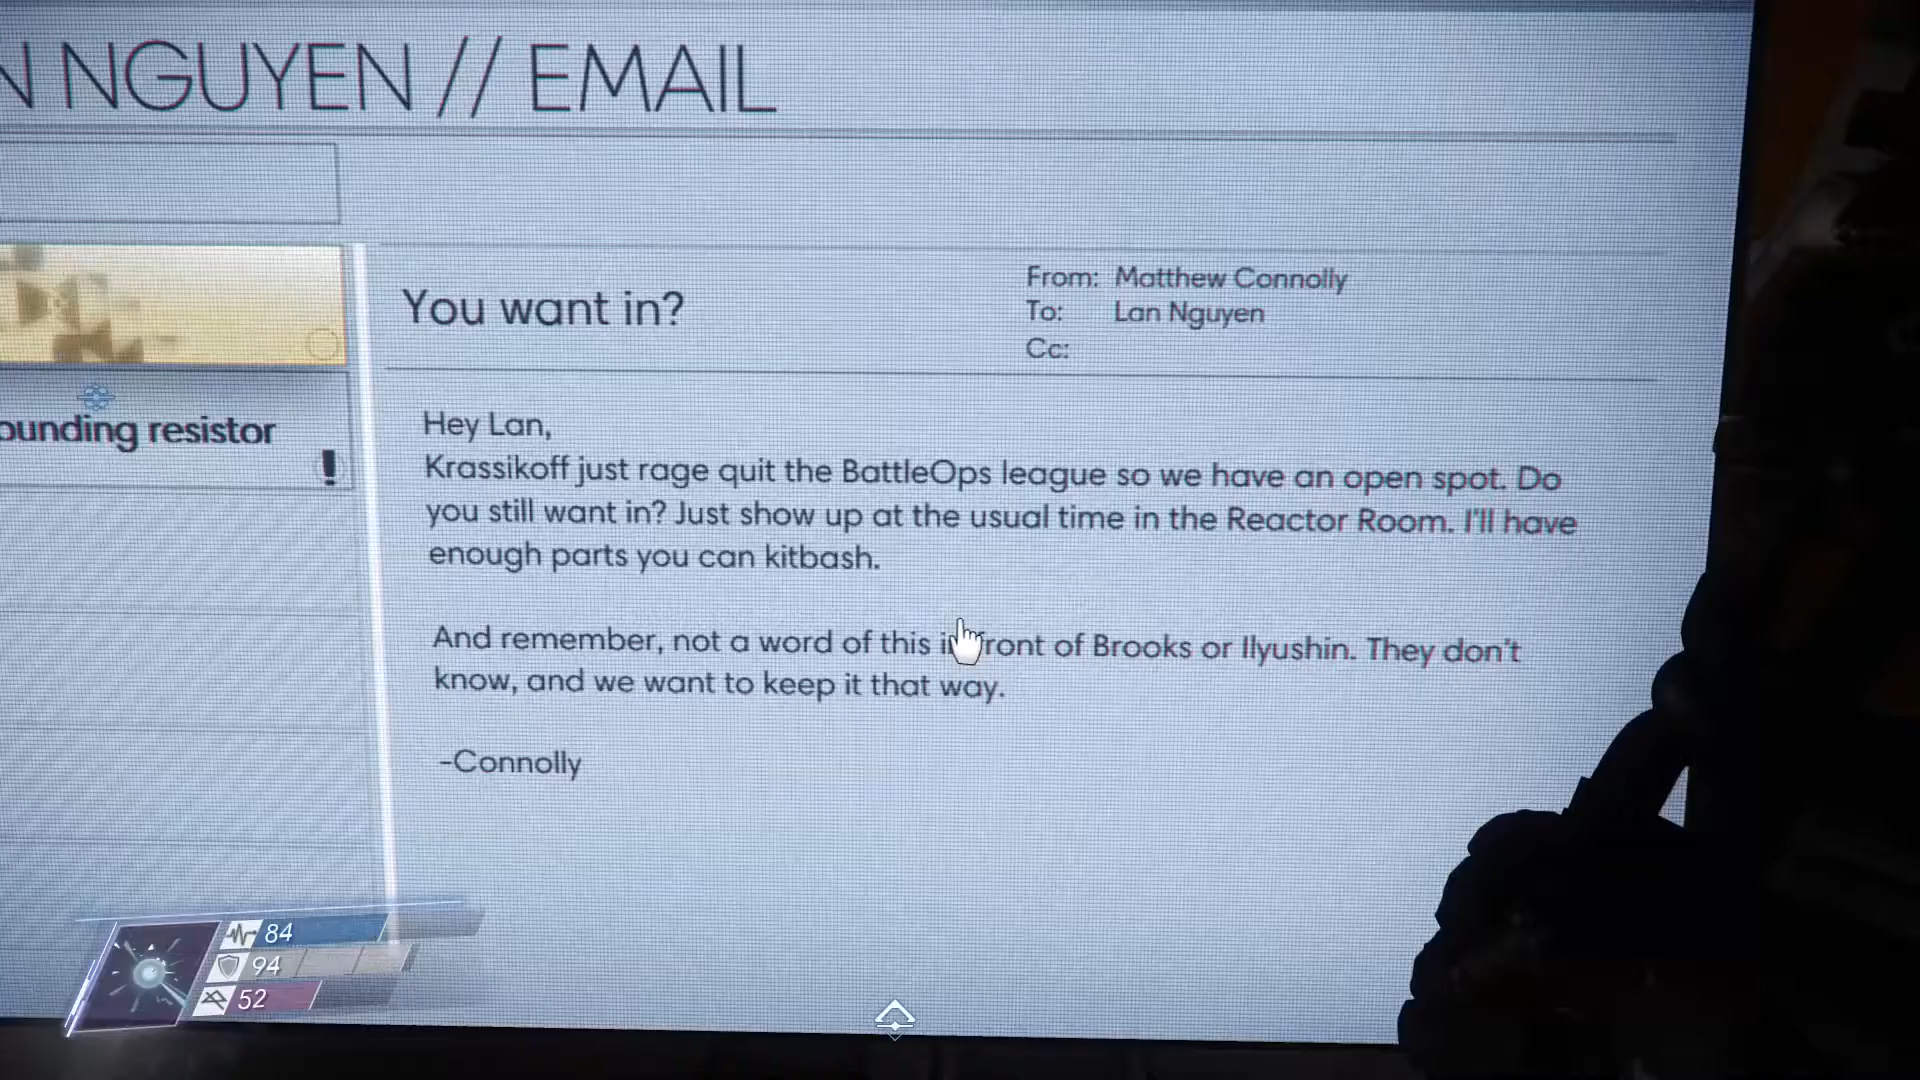 N NGUYEN // EMAIL
You want in?
From: Matthew Connolly
To: Lan Nguyen
Cc:
ounding resistor
!
Hey Lan,
Krassikoff just rage quit the BattleOps league so we have an open spot. Do
you still want in? Just show up at the usual time in the Reactor Room. I'll have
enough parts you can kitbash.
And remember, not a word of this in front of Brooks or Ilyushin. They don't
know, and we want to keep it that way.
-Connolly
84
94
52